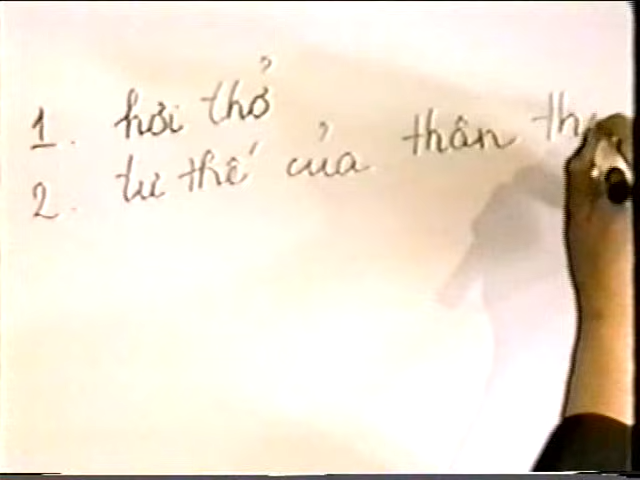 1. hơi thở
2. tư thế của thân th